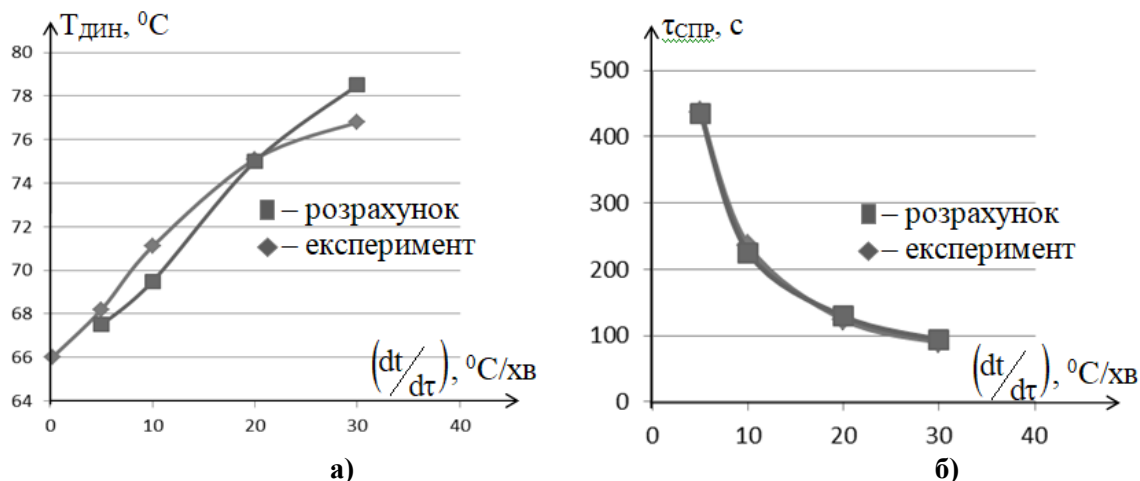 T_ДИН, ⁰С
80
78
76
74
72
70
68
66
64
0
10
20
30
40
– розрахунок
– експеримент
(dt/dτ), ⁰С/хв
а)
τ_СПР, с
500
400
300
200
100
0
0
10
20
30
40
– розрахунок
– експеримент
(dt/dτ), ⁰С/хв
б)